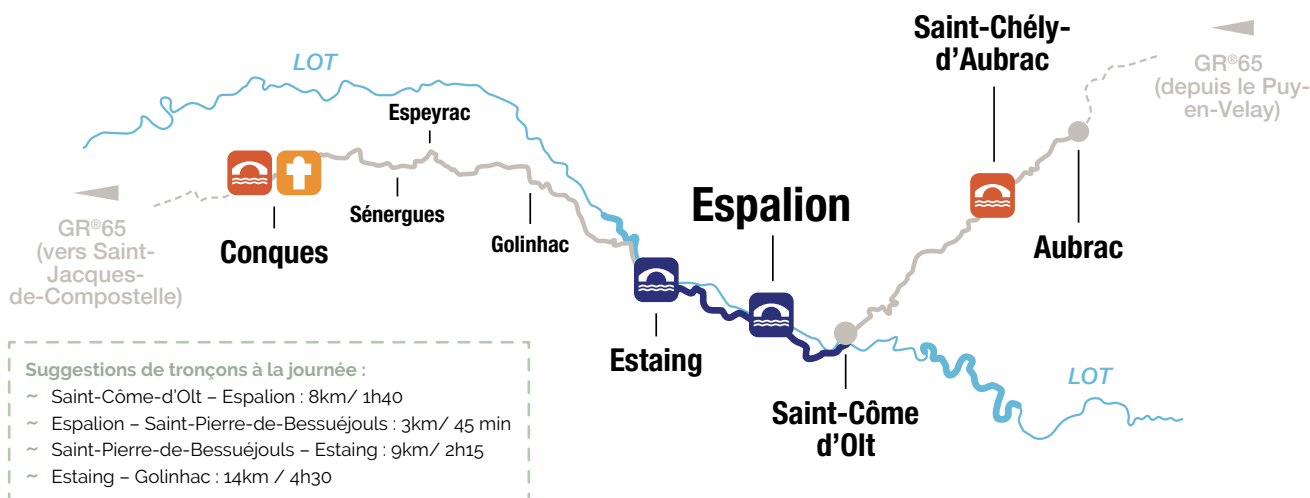 Saint-Chély-
d'Aubrac
GR®65
(depuis le Puy-
en-Velay)
LOT
Espeyrac
Sénergues
Conques
Golinhac
GR®65
(vers Saint-
Jacques-
de-Compostelle)
Espalion
Aubrac
Estaing
Saint-Côme
d'Olt
LOT
Suggestions de tronçons à la journée :
~ Saint-Côme-d'Olt – Espalion : 8km/ 1h40
~ Espalion – Saint-Pierre-de-Bessuéjouls : 3km/ 45 min
~ Saint-Pierre-de-Bessuéjouls – Estaing : 9km/ 2h15
~ Estaing – Golinhac : 14km / 4h30